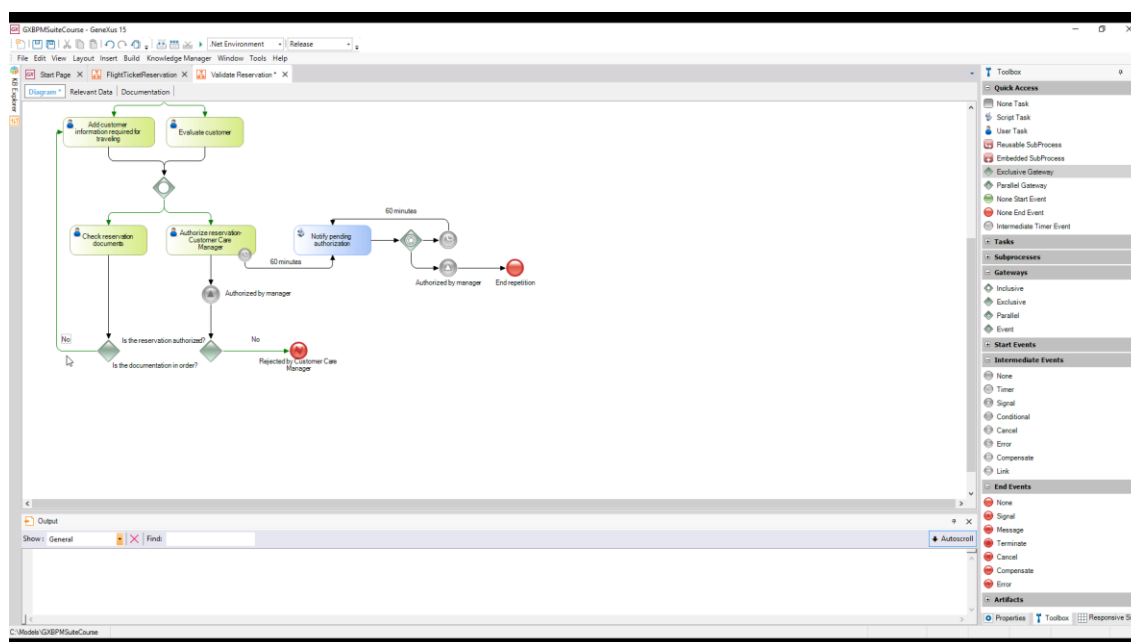 GXBPMSuiteCourse - GeneXus 15
.Net Environment
Release
File Edit View Layout Insert Build Knowledge Manager Window Tools Help
Start Page X FlightTicketReservation X Validate Reservation * X
Diagram * Relevant Data Documentation
KB Explorer
Add customer
information required for
traveling
Evaluate customer
Check reservation
documents
Authorize reservation-
Customer Care
Manager
Notify pending
authorization
60 minutes
60 minutes
Authorized by manager
End repetition
Authorized by manager
No
Is the reservation authorized?
No
Is the documentation in order?
Rejected by Customer Care
Manager
Output
Show: General
Find:
Autoscroll
C:\Models\GXBPMSuiteCourse
Toolbox
Quick Access
None Task
Script Task
User Task
Reusable SubProcess
Embedded SubProcess
Exclusive Gateway
Parallel Gateway
None Start Event
None End Event
Intermediate Timer Event
Tasks
Subprocesses
Gateways
Inclusive
Exclusive
Parallel
Event
Start Events
Intermediate Events
None
Timer
Signal
Conditional
Cancel
Error
Compensate
Link
End Events
None
Signal
Message
Terminate
Cancel
Compensate
Error
Artifacts
Properties Toolbox Responsive Si